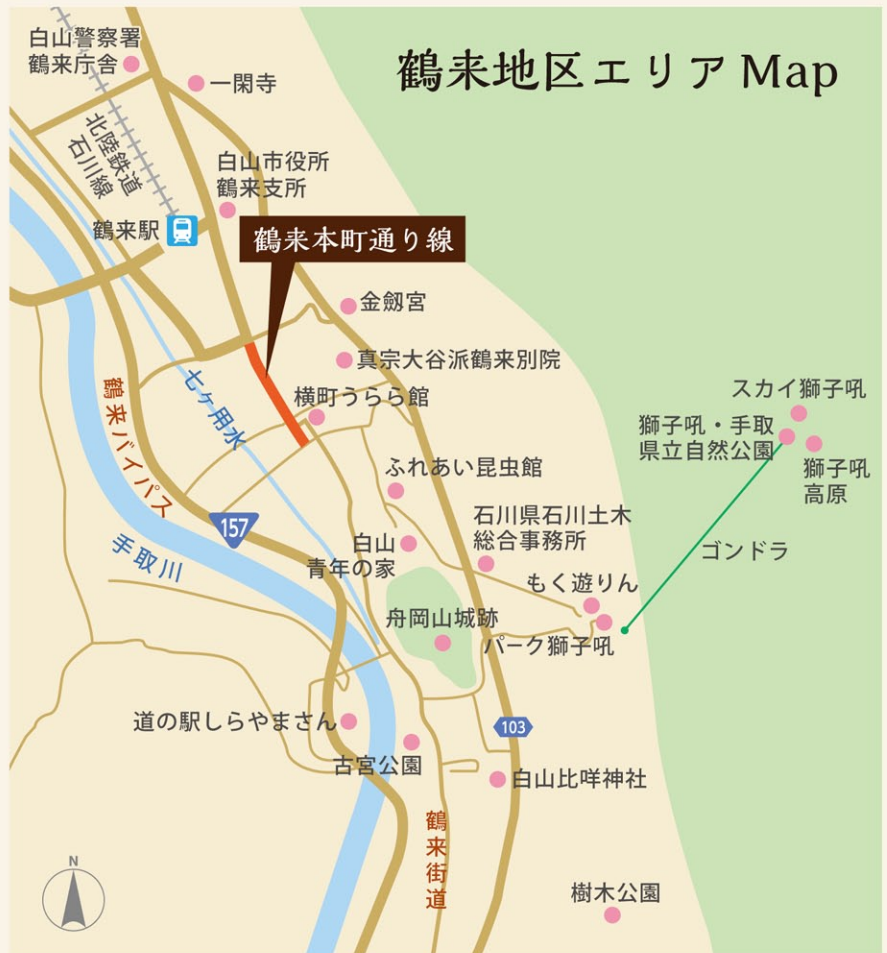 鶴来地区エリア Map
白山警察署
鶴来庁舎
一閑寺
北陸鉄道
石川線
白山市役所
鶴来支所
鶴来駅
鶴来本町通り線
金劔宮
真宗大谷派鶴来別院
七ヶ用水
横町うらら館
スカイ獅子吼
獅子吼・手取
県立自然公園
獅子吼
高原
鶴来バイパス
ふれあい昆虫館
157
石川県石川土木
総合事務所
手取川
白山
青年の家
ゴンドラ
もく遊りん
舟岡山城跡
パーク獅子吼
道の駅しらやまさん
103
古宮公園
白山比咩神社
鶴来街道
樹木公園
N